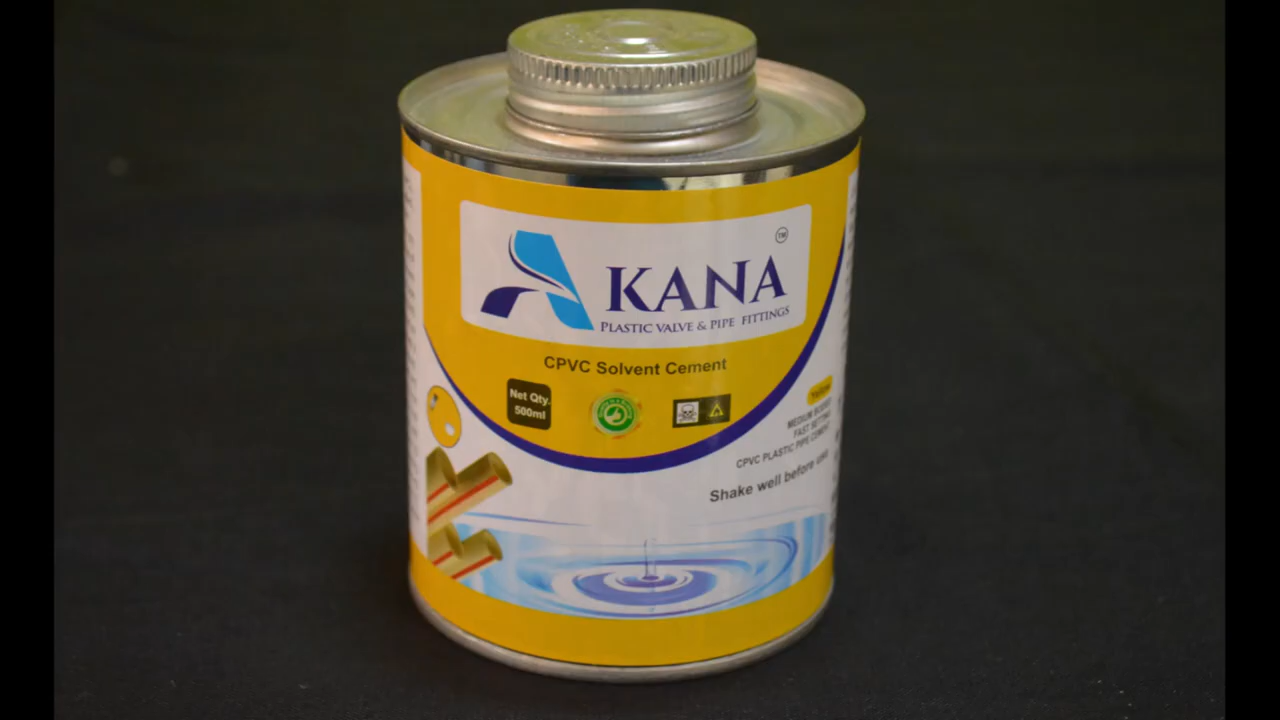 TM
KANA
PLASTIC VALVE & PIPE FITTINGS
CPVC Solvent Cement
Net Qty.
500ml
Yellow
MEDIUM BODIED
FAST SETTING
CPVC PLASTIC PIPE CEMENT
Shake well before use